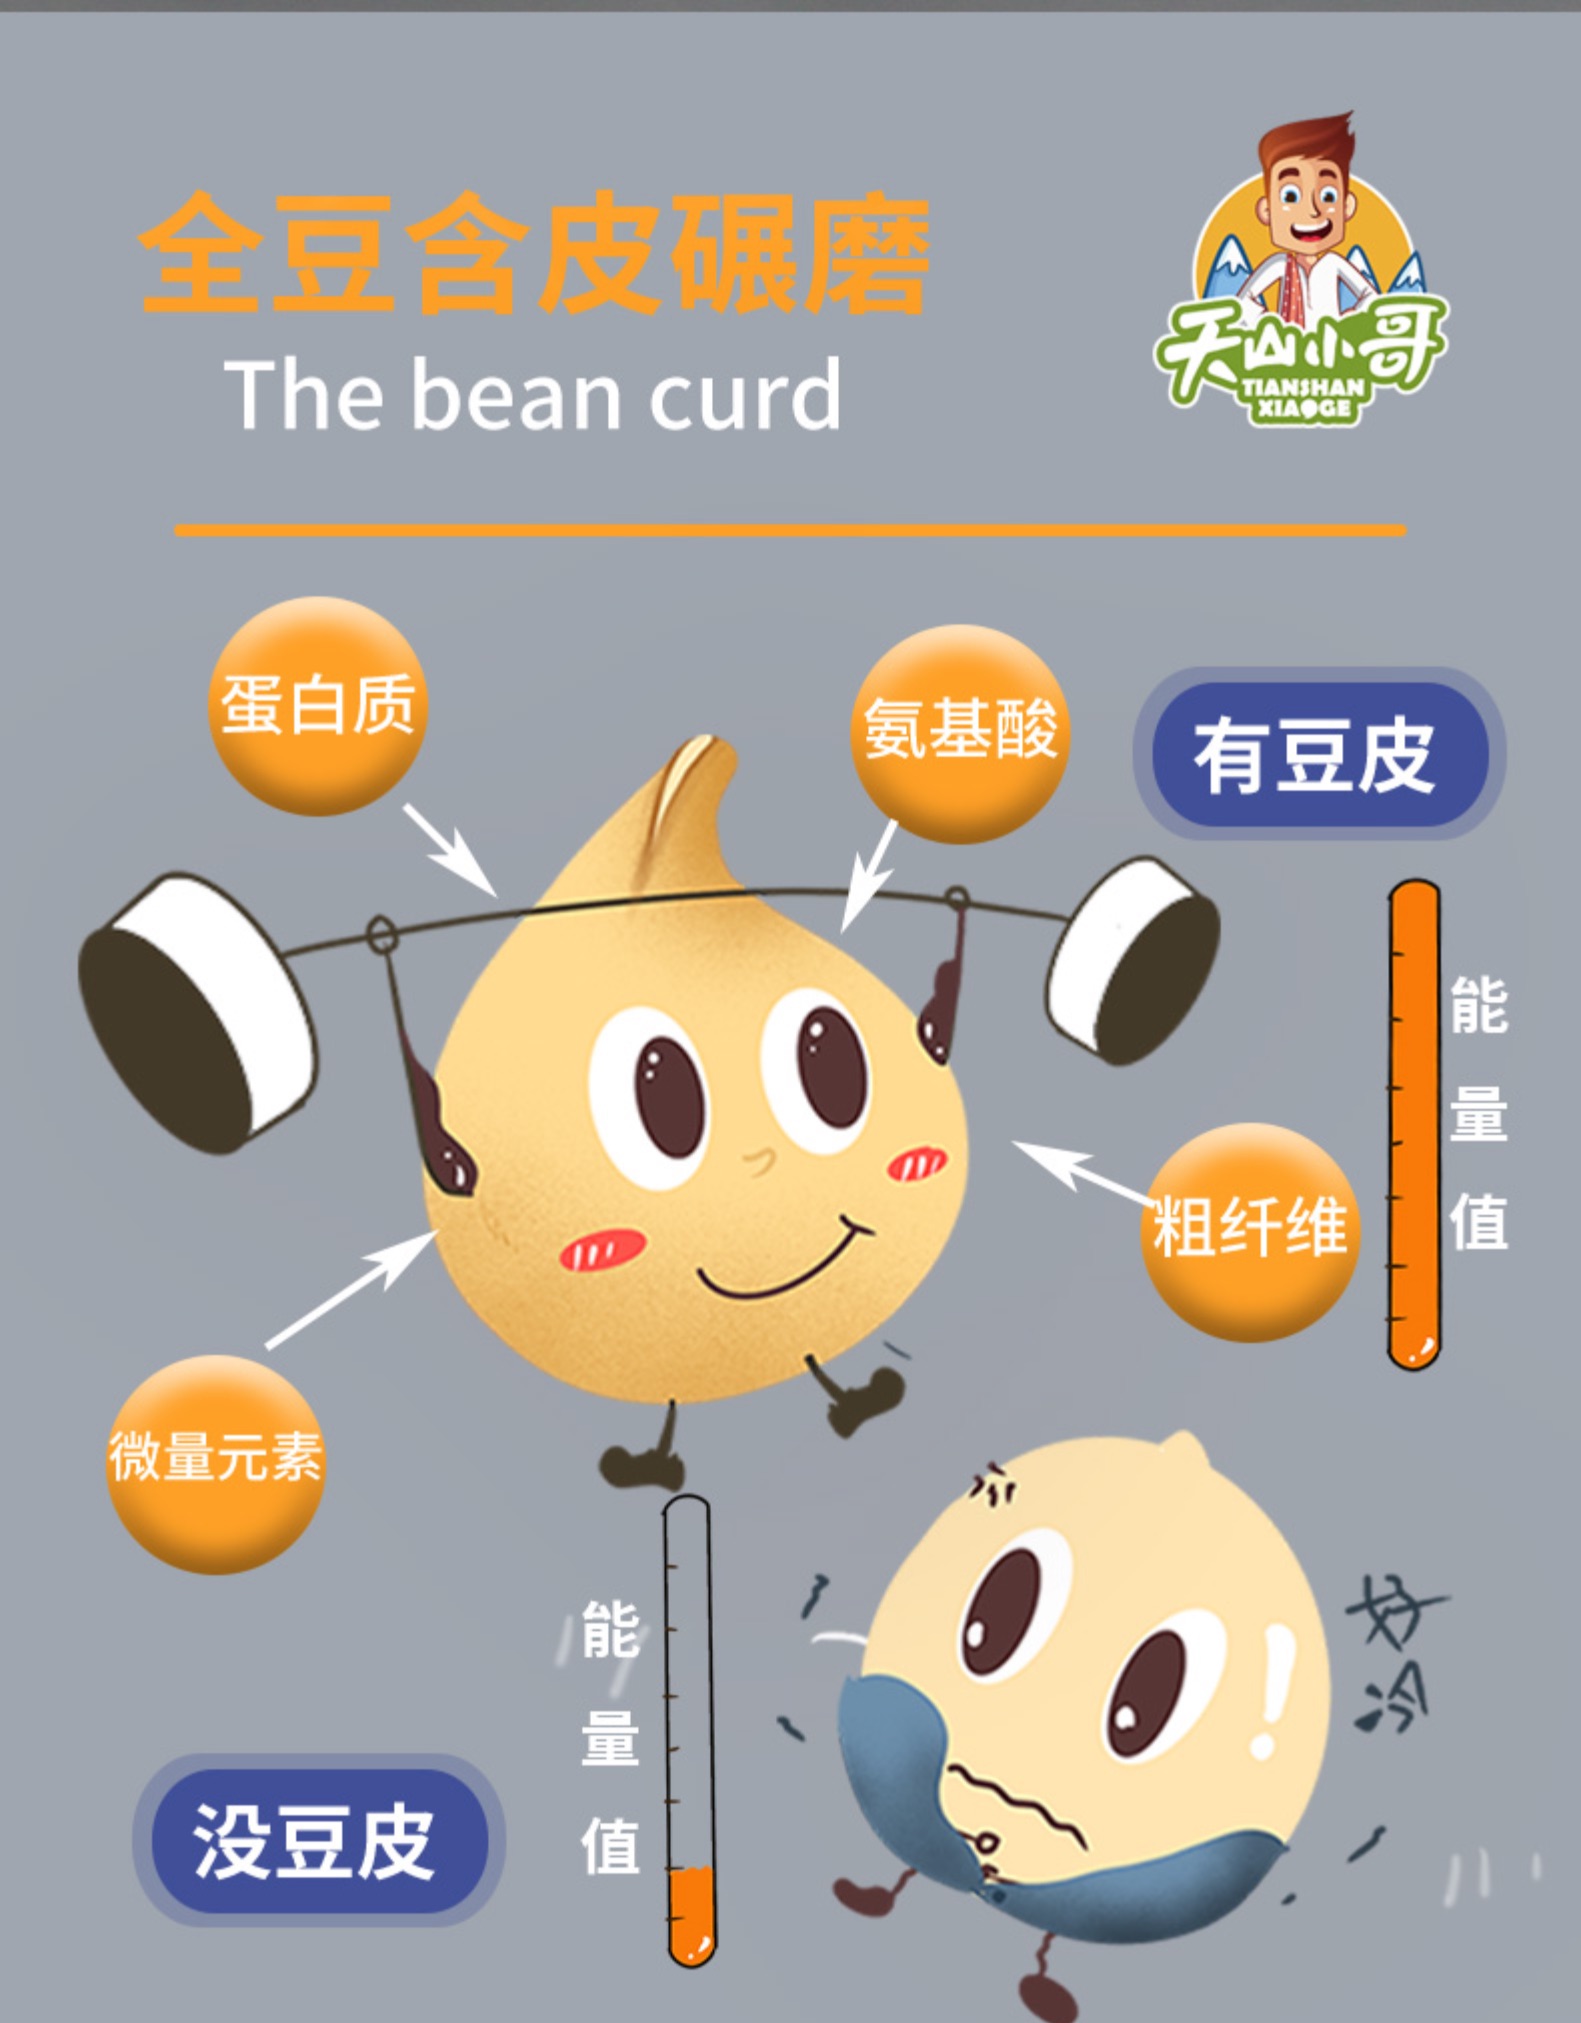 全豆含皮碾磨
The bean curd
天山小哥
TIANSHAN
XIAOGE
蛋白质
氨基酸
有豆皮
能
量
值
粗纤维
微量元素
能
量
值
好
冷
没豆皮